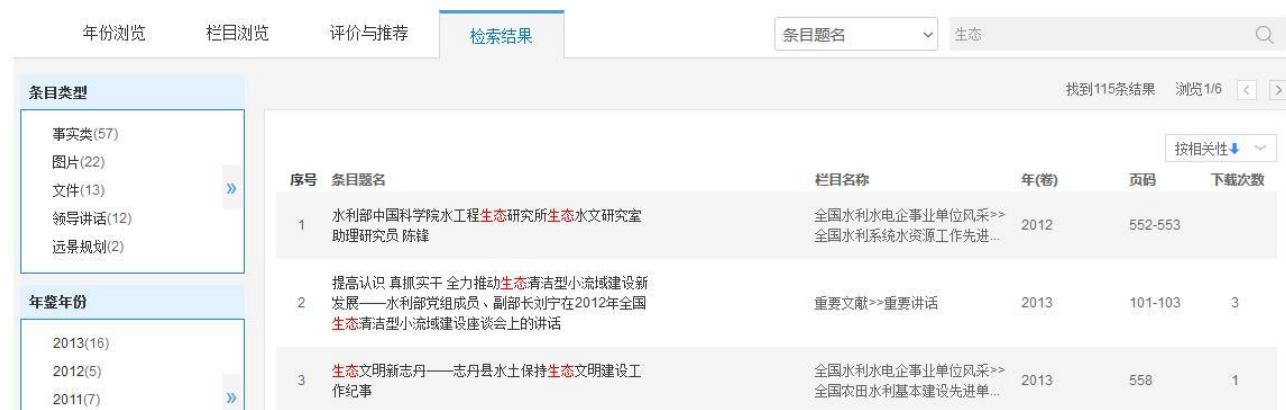 年份浏览 栏目浏览 评价与推荐 检索结果 条目题名 生态
找到115条结果 浏览1/6
条目类型
事实类(57)
图片(22)
文件(13)
领导讲话(12)
远景规划(2)
年鉴年份
2013(16)
2012(5)
2011(7)
按相关性
序号 条目题名 栏目名称 年(卷) 页码 下载次数
1 水利部中国科学院水工程生态研究所生态水文研究室
助理研究员 陈锋
全国水利水电企事业单位风采>>
全国水利系统水资源工作先进...
2012 552-553
2 提高认识 真抓实干 全力推动生态清洁型小流域建设新
发展——水利部党组成员、副部长刘宁在2012年全国
生态清洁型小流域建设座谈会上的讲话
重要文献>>重要讲话 2013 101-103 3
3 生态文明新志丹——志丹县水土保持生态文明建设工
作纪事
全国水利水电企事业单位风采>>
全国农田水利基本建设先进单...
2013 558 1